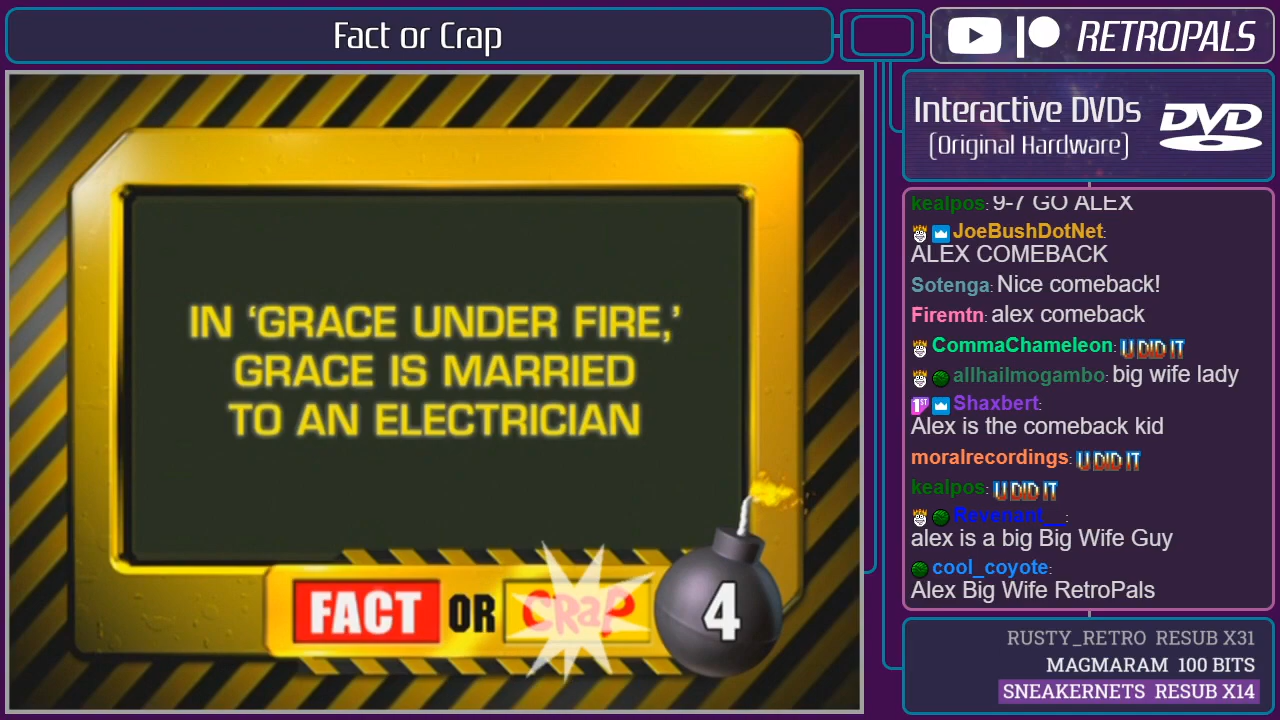 Fact or Crap
RETROPALS
Interactive DVDs
(Original Hardware)
DVD
IN ‘GRACE UNDER FIRE,’
GRACE IS MARRIED
TO AN ELECTRICIAN
FACT OR CRaP
4
kealpos: 9-7 GO ALEX
JoeBushDotNet:
ALEX COMEBACK
Sotenga: Nice comeback!
Firemtn: alex comeback
CommaChameleon: U DID IT
allhailmogambo: big wife lady
1ST Shaxbert:
Alex is the comeback kid
moralrecordings: U DID IT
kealpos: U DID IT
Revenant__:
alex is a big Big Wife Guy
cool_coyote:
Alex Big Wife RetroPals
RUSTY_RETRO RESUB X31
MAGMARAM 100 BITS
SNEAKERNETS RESUB X14